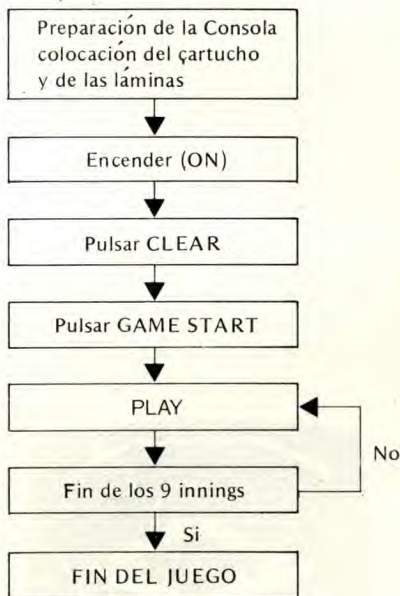 Preparación de la Consola
colocación del çartucho
y de las láminas
Encender (ON)
Pulsar CLEAR
Pulsar GAME START
PLAY
No
Fin de los 9 innings
Si
FIN DEL JUEGO